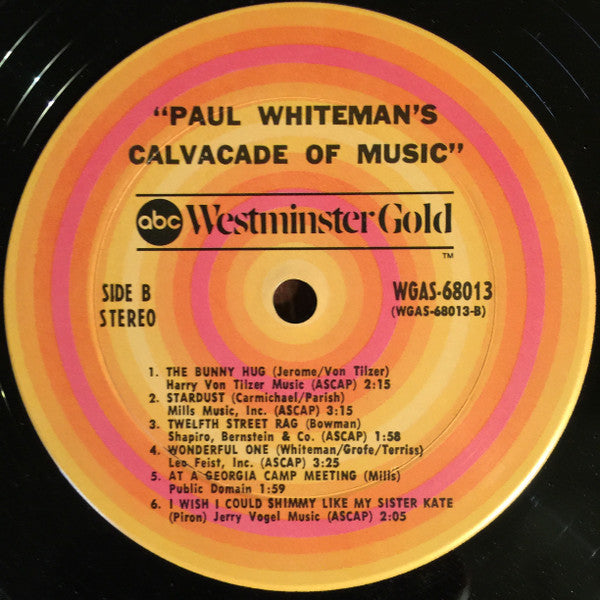 "PAUL WHITEMAN'S
CALVACADE OF MUSIC"
abc Westminster Gold
TM
SIDE B
STEREO
WGAS-68013
(WGAS-68013-B)
1. THE BUNNY HUG (Jerome/Von Tilzer)
Harry Von Tilzer Music (ASCAP) 2:15
2. STARDUST (Carmichael/Parish)
Mills Music, Inc. (ASCAP) 3:15
3. TWELFTH STREET RAG (Bowman)
Shapiro, Bernstein & Co. (ASCAP) 1:58
4. WONDERFUL ONE (Whiteman/Grofe/Terriss)
Leo Feist, Inc. (ASCAP) 3:25
5. AT A GEORGIA CAMP MEETING (Mills)
Public Domain 1:59
6. I WISH I COULD SHIMMY LIKE MY SISTER KATE
(Piron) Jerry Vogel Music (ASCAP) 2:05